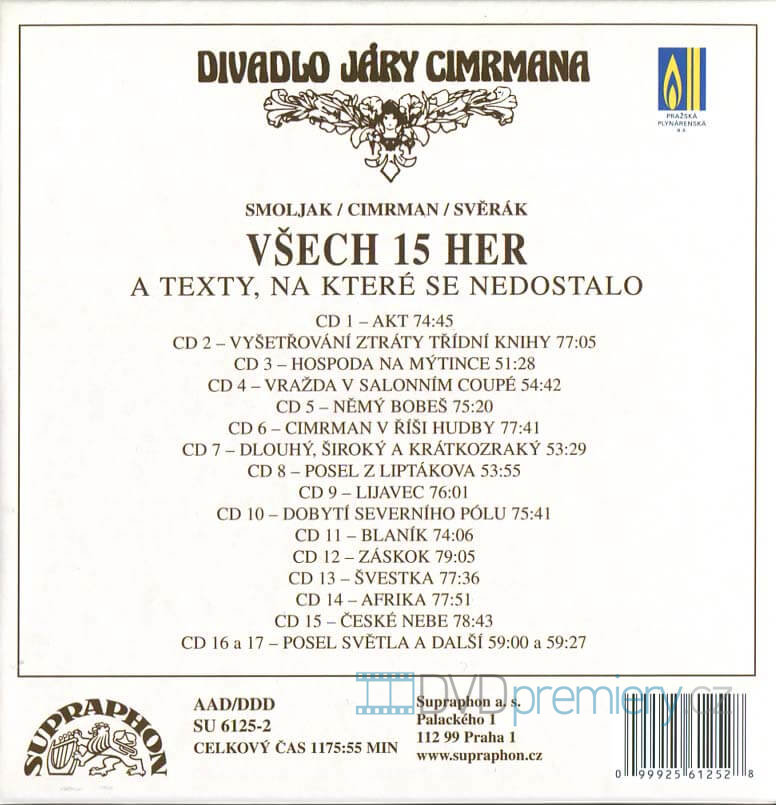 DIVADLO JÁRY CIMRMANA
PRAŽSKÁ
PLYNÁRENSKÁ
a.s.
SMOLJAK / CIMRMAN / SVĚRÁK
VŠECH 15 HER
A TEXTY, NA KTERÉ SE NEDOSTALO
CD 1 – AKT 74:45
CD 2 – VYŠETŘOVÁNÍ ZTRÁTY TŘÍDNÍ KNIHY 77:05
CD 3 – HOSPODA NA MÝTINCE 51:28
CD 4 – VRAŽDA V SALONNÍM COUPÉ 54:42
CD 5 – NĚMÝ BOBEŠ 75:20
CD 6 – CIMRMAN V ŘÍŠI HUDBY 77:41
CD 7 – DLOUHÝ, ŠIROKÝ A KRÁTKOZRAKÝ 53:29
CD 8 – POSEL Z LIPTÁKOVA 53:55
CD 9 – LIJAVEC 76:01
CD 10 – DOBYTÍ SEVERNÍHO PÓLU 75:41
CD 11 – BLANÍK 74:06
CD 12 – ZÁSKOK 79:05
CD 13 – ŠVESTKA 77:36
CD 14 – AFRIKA 77:51
CD 15 – ČESKÉ NEBE 78:43
CD 16 a 17 – POSEL SVĚTLA A DALŠÍ 59:00 a 59:27
DVDpremiery.cz
SUPRAPHON
AAD/DDD
SU 6125-2
CELKOVÝ ČAS 1175:55 MIN
Supraphon a. s.
Palackého 1
112 99 Praha 1
www.supraphon.cz
0 99925 61252 8